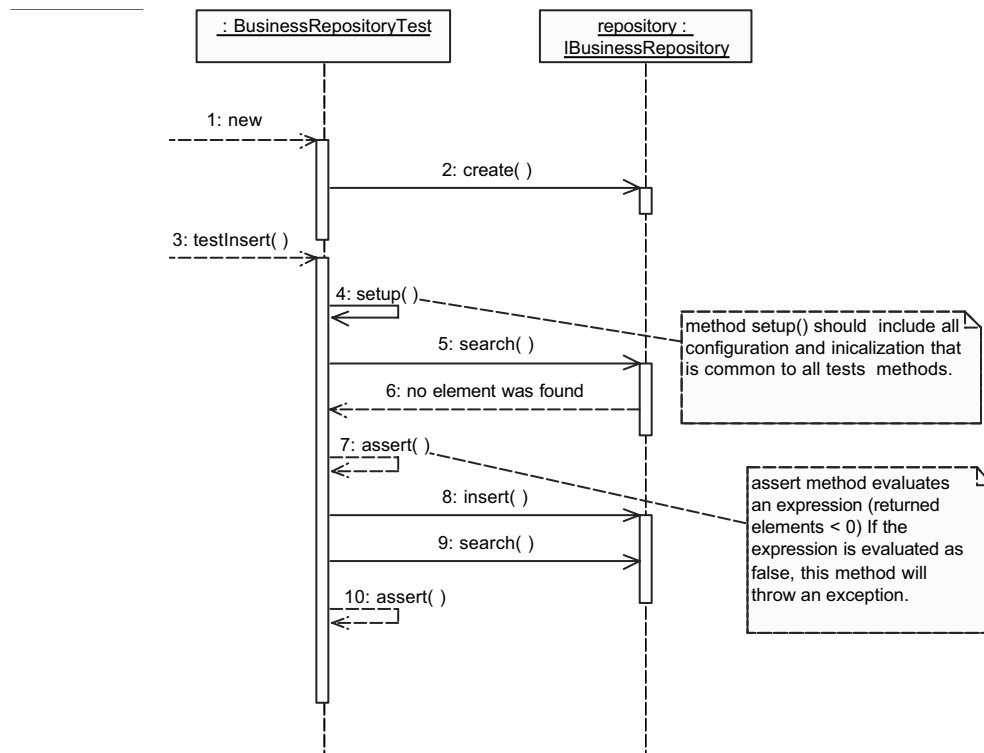 : BusinessRepositoryTest
repository :
IBusinessRepository
1: new
2: create( )
3: testInsert( )
4: setup( )
method setup() should include all
configuration and inicalization that
is common to all tests methods.
5: search( )
6: no element was found
7: assert( )
assert method evaluates
an expression (returned
elements < 0) If the
expression is evaluated as
false, this method will
throw an exception.
8: insert( )
9: search( )
10: assert( )